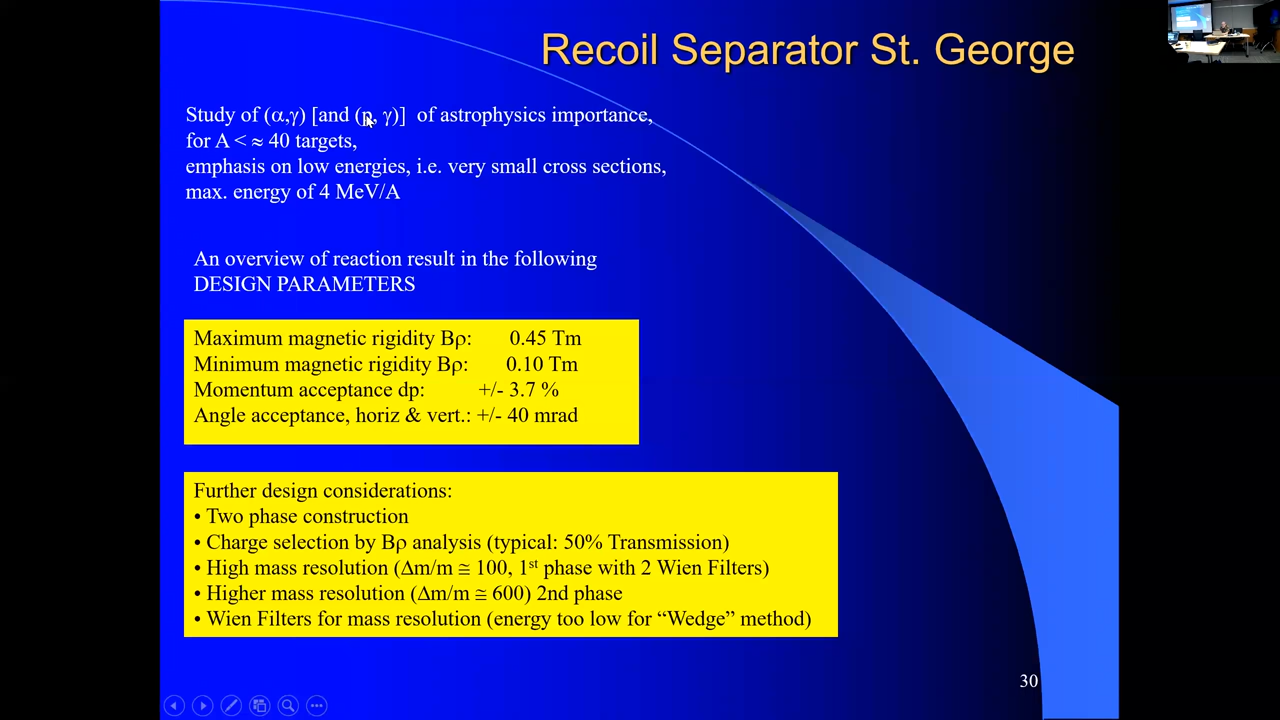 Recoil Separator St. George
Study of (α,γ) [and (p, γ)]  of astrophysics importance,
for A < ≈ 40 targets,
emphasis on low energies, i.e. very small cross sections,
max. energy of 4 MeV/A
An overview of reaction result in the following
DESIGN PARAMETERS
Maximum magnetic rigidity Bρ: 0.45 Tm
Minimum magnetic rigidity Bρ: 0.10 Tm
Momentum acceptance dp: +/- 3.7 %
Angle acceptance, horiz & vert.: +/- 40 mrad
Further design considerations:
• Two phase construction
• Charge selection by Bρ analysis (typical: 50% Transmission)
• High mass resolution (Δm/m ≅ 100, 1st phase with 2 Wien Filters)
• Higher mass resolution (Δm/m ≅ 600) 2nd phase
• Wien Filters for mass resolution (energy too low for “Wedge” method)
30